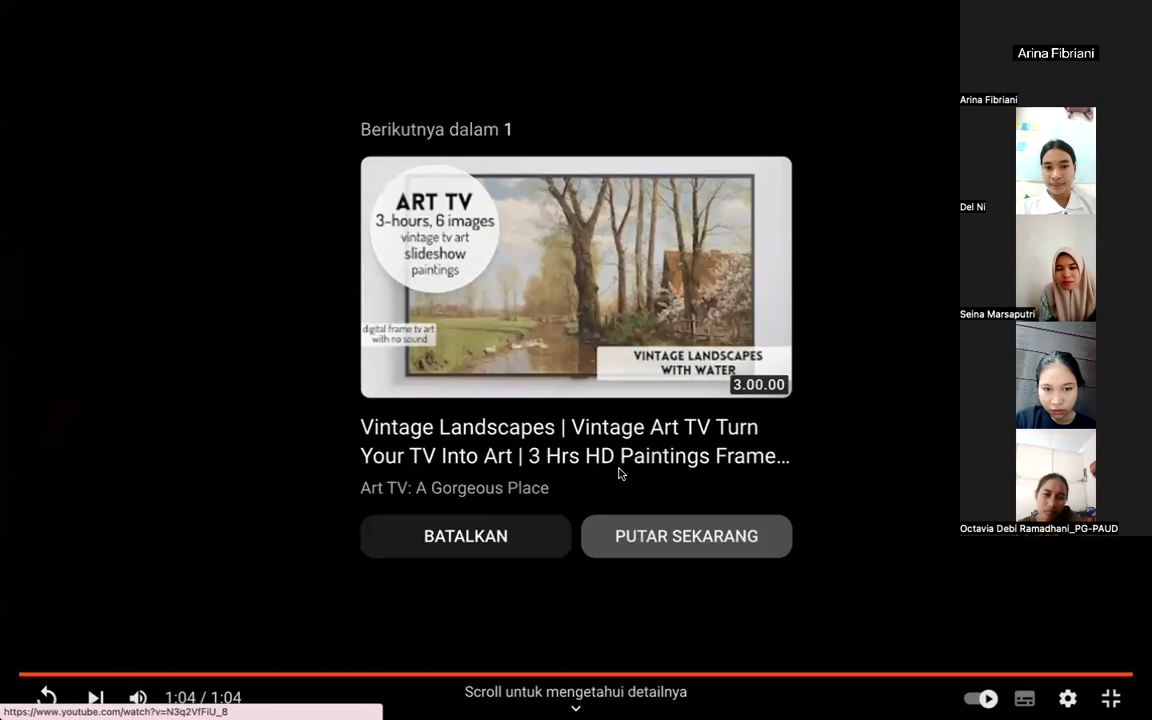 Arina Fibriani
Arina Fibriani
Del Ni
Seina Marsaputri
Octavia Debi Ramadhani_PG-PAUD
Berikutnya dalam 1
ART TV
3-hours, 6 images
vintage tv art
slideshow
paintings
digital frame tv art
with no sound
VINTAGE LANDSCAPES
WITH WATER
3.00.00
Vintage Landscapes | Vintage Art TV Turn
Your TV Into Art | 3 Hrs HD Paintings Frame...
Art TV: A Gorgeous Place
BATALKAN
PUTAR SEKARANG
1:04 / 1:04
Scroll untuk mengetahui detailnya
https://www.youtube.com/watch?v=N3q2VfFiU_8